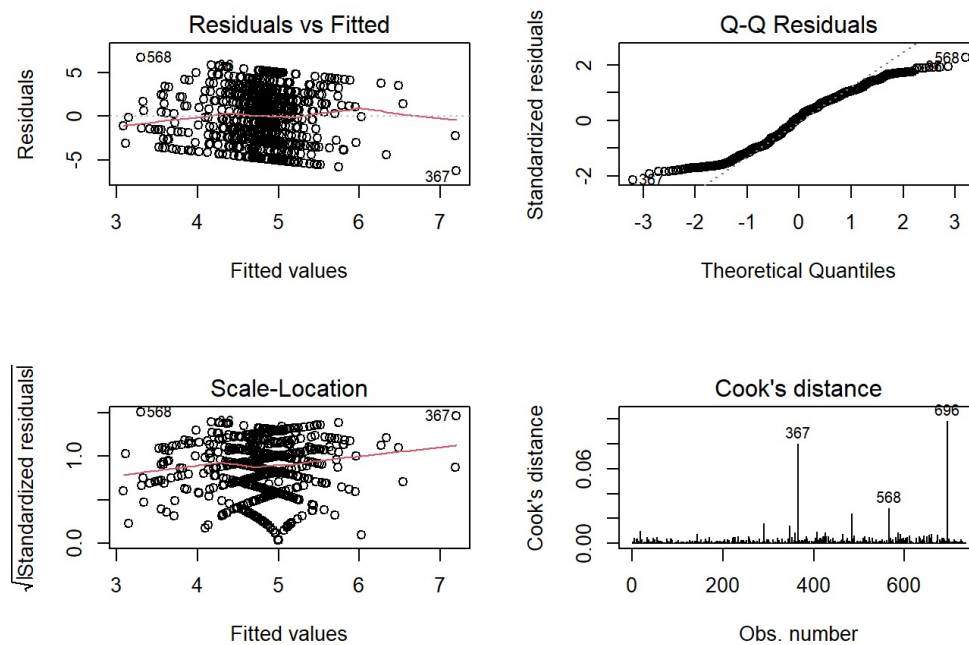 Residuals vs Fitted
Residuals
5
0
-5
568
367
3 4 5 6 7
Fitted values
Q-Q Residuals
Standardized residuals
2
0
-2
568
367
-3 -2 -1 0 1 2 3
Theoretical Quantiles
Scale-Location
√|Standardized residuals|
1.0
0.0
568
367
3 4 5 6 7
Fitted values
Cook's distance
Cook's distance
0.06
0.00
367
568
696
0 200 400 600
Obs. number